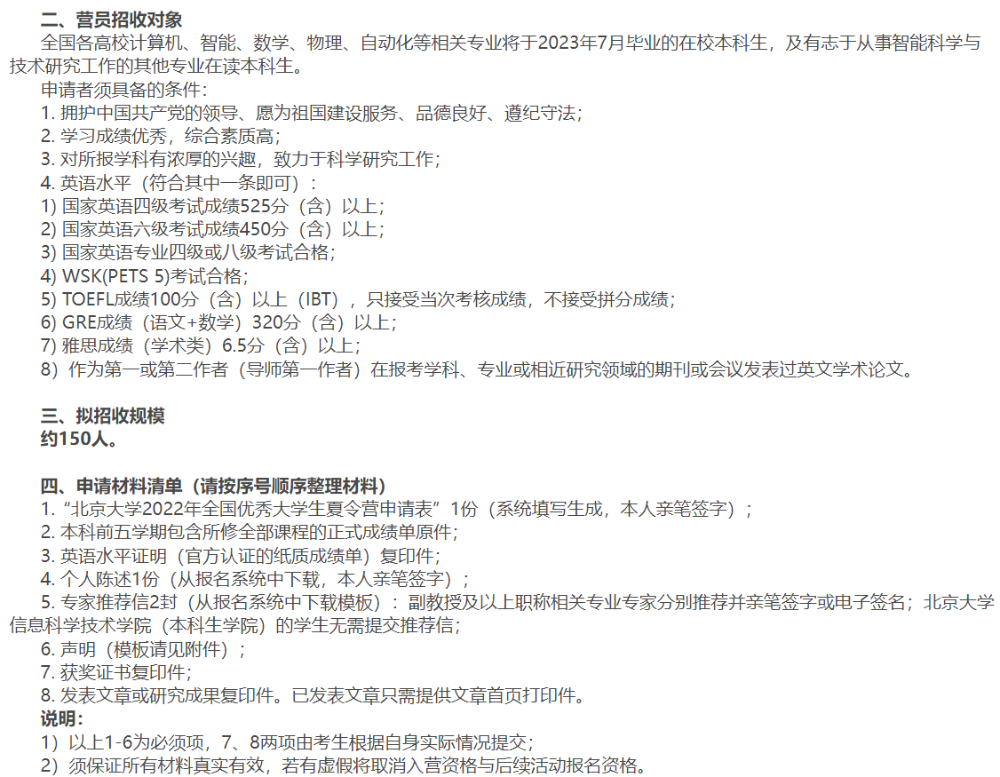 二、营员招收对象
全国各高校计算机、智能、数学、物理、自动化等相关专业将于2023年7月毕业的在校本科生，及有志于从事智能科学与
技术研究工作的其他专业在读本科生。
申请者须具备的条件：
1. 拥护中国共产党的领导、愿为祖国建设服务、品德良好、遵纪守法；
2. 学习成绩优秀，综合素质高；
3. 对所报学科有浓厚的兴趣，致力于科学研究工作；
4. 英语水平（符合其中一条即可）：
1) 国家英语四级考试成绩525分（含）以上；
2) 国家英语六级考试成绩450分（含）以上；
3) 国家英语专业四级或八级考试合格；
4) WSK(PETS 5)考试合格；
5) TOEFL成绩100分（含）以上（IBT），只接受当次考核成绩，不接受拼分成绩；
6) GRE成绩（语文+数学）320分（含）以上；
7) 雅思成绩（学术类）6.5分（含）以上；
8）作为第一或第二作者（导师第一作者）在报考学科、专业或相近研究领域的期刊或会议发表过英文学术论文。
三、拟招收规模
约150人。
四、申请材料清单（请按序号顺序整理材料）
1. “北京大学2022年全国优秀大学生夏令营申请表”1份（系统填写生成，本人亲笔签字）；
2. 本科前五学期包含所修全部课程的正式成绩单原件；
3. 英语水平证明（官方认证的纸质成绩单）复印件；
4. 个人陈述1份（从报名系统中下载，本人亲笔签字）；
5. 专家推荐信2封（从报名系统中下载模板）：副教授及以上职称相关专业专家分别推荐并亲笔签字或电子签名；北京大学
信息科学技术学院（本科生学院）的学生无需提交推荐信；
6. 声明（模板请见附件）；
7. 获奖证书复印件；
8. 发表文章或研究成果复印件。已发表文章只需提供文章首页打印件。
说明：
1）以上1-6为必须项，7、8两项由考生根据自身实际情况提交；
2）须保证所有材料真实有效，若有虚假将取消入营资格与后续活动报名资格。